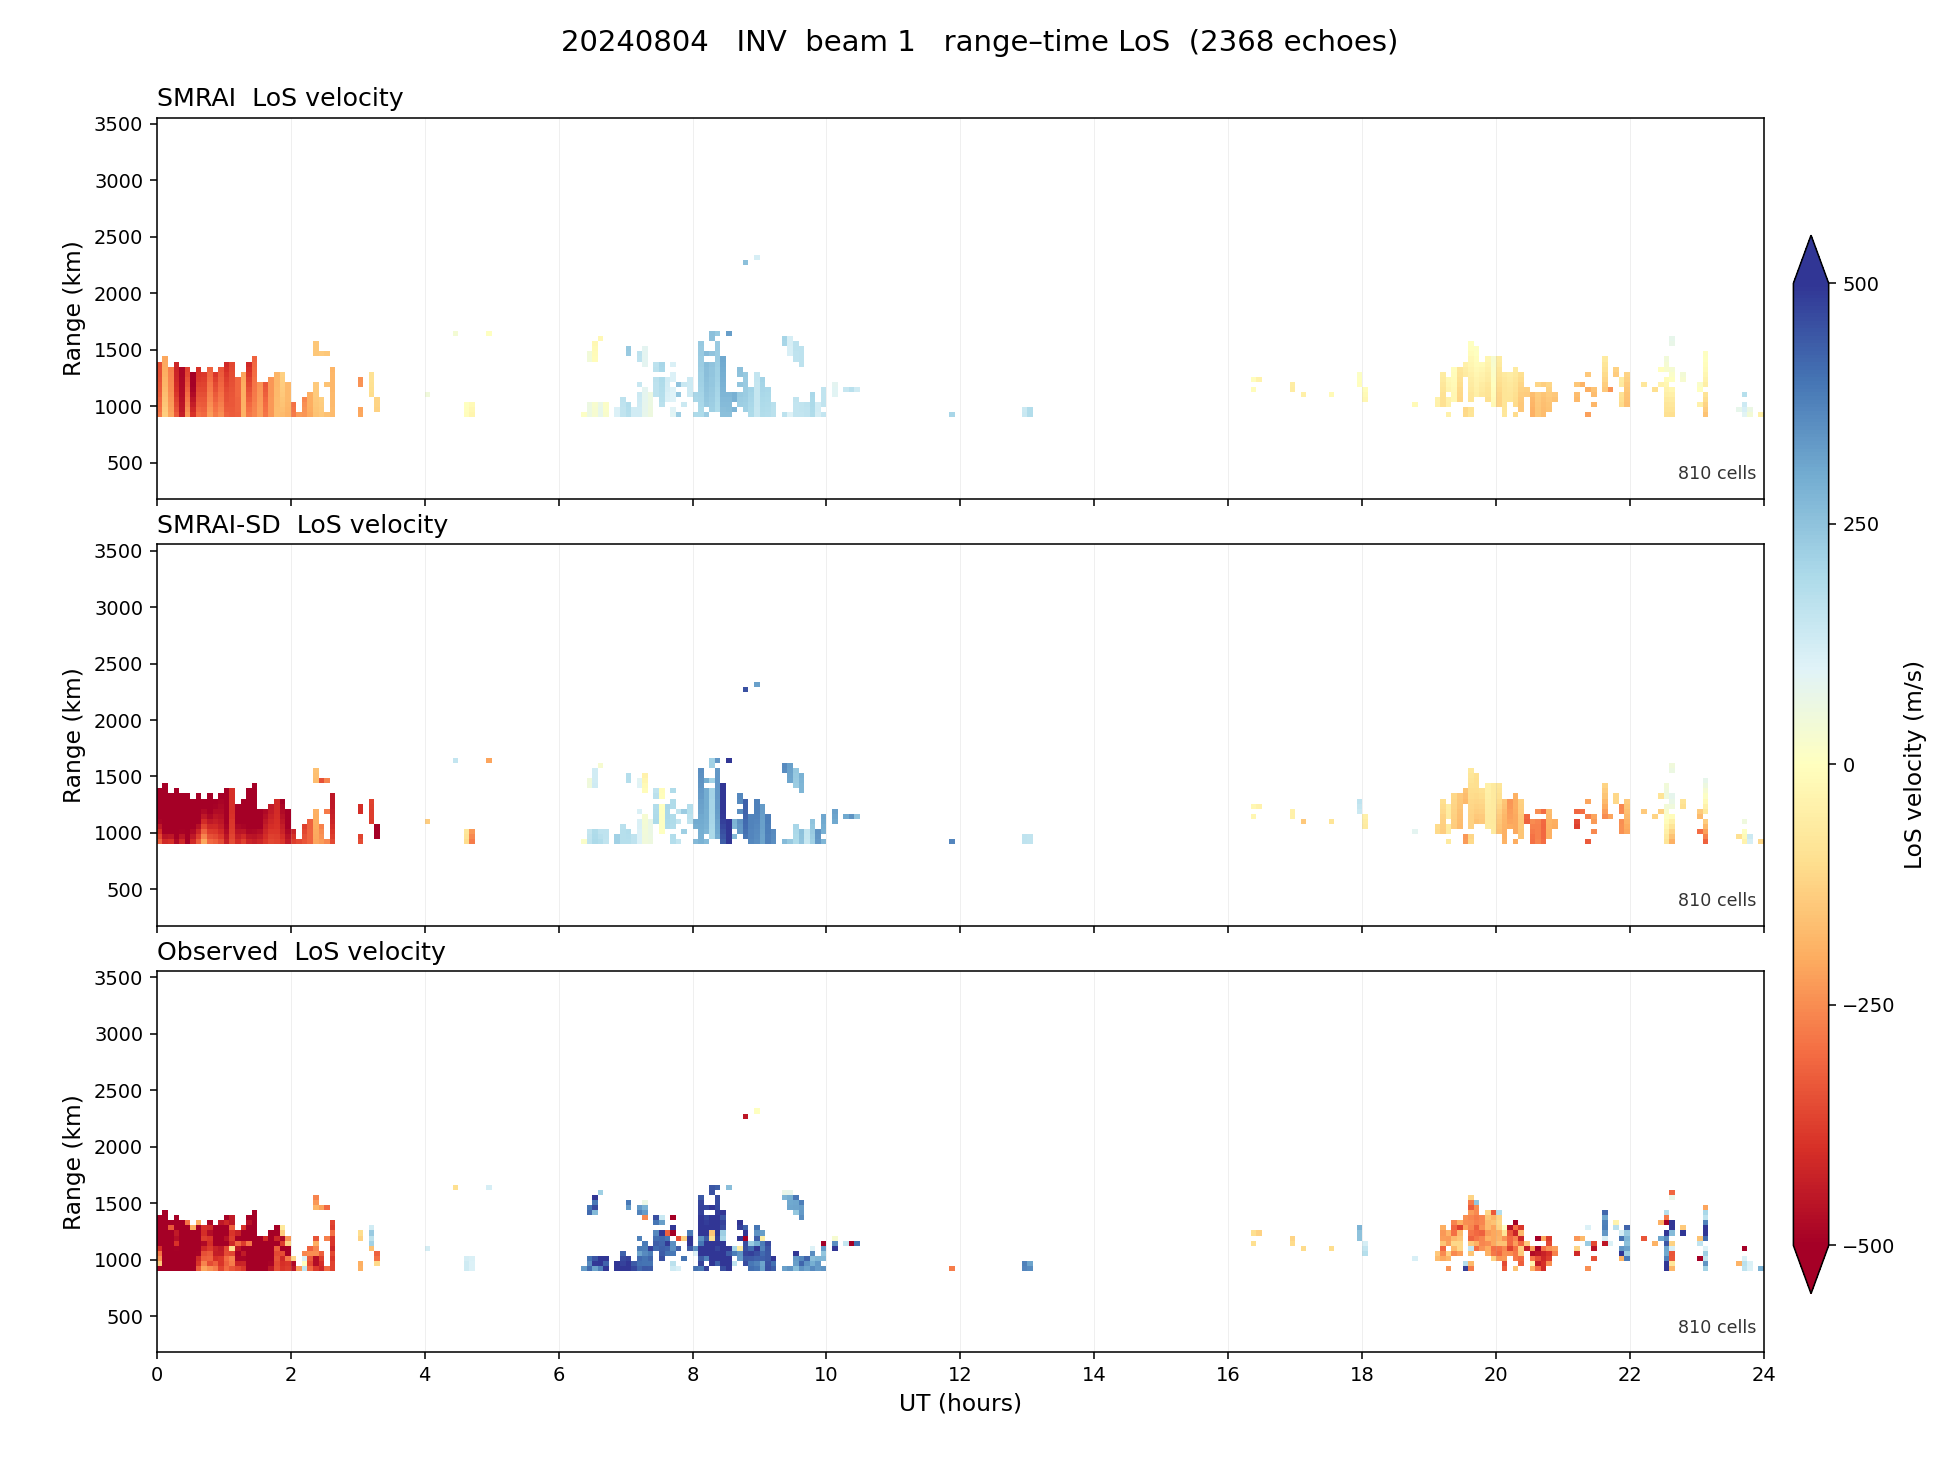 20240804   INV  beam 1   range–time LoS  (2368 echoes)
SMRAI  LoS velocity
3500
3000
2500
2000
1500
1000
500
Range (km)
810 cells
SMRAI-SD  LoS velocity
3500
3000
2500
2000
1500
1000
500
Range (km)
810 cells
Observed  LoS velocity
3500
3000
2500
2000
1500
1000
500
Range (km)
810 cells
0 2 4 6 8 10 12 14 16 18 20 22 24
UT (hours)
500
250
0
−250
−500
LoS velocity (m/s)